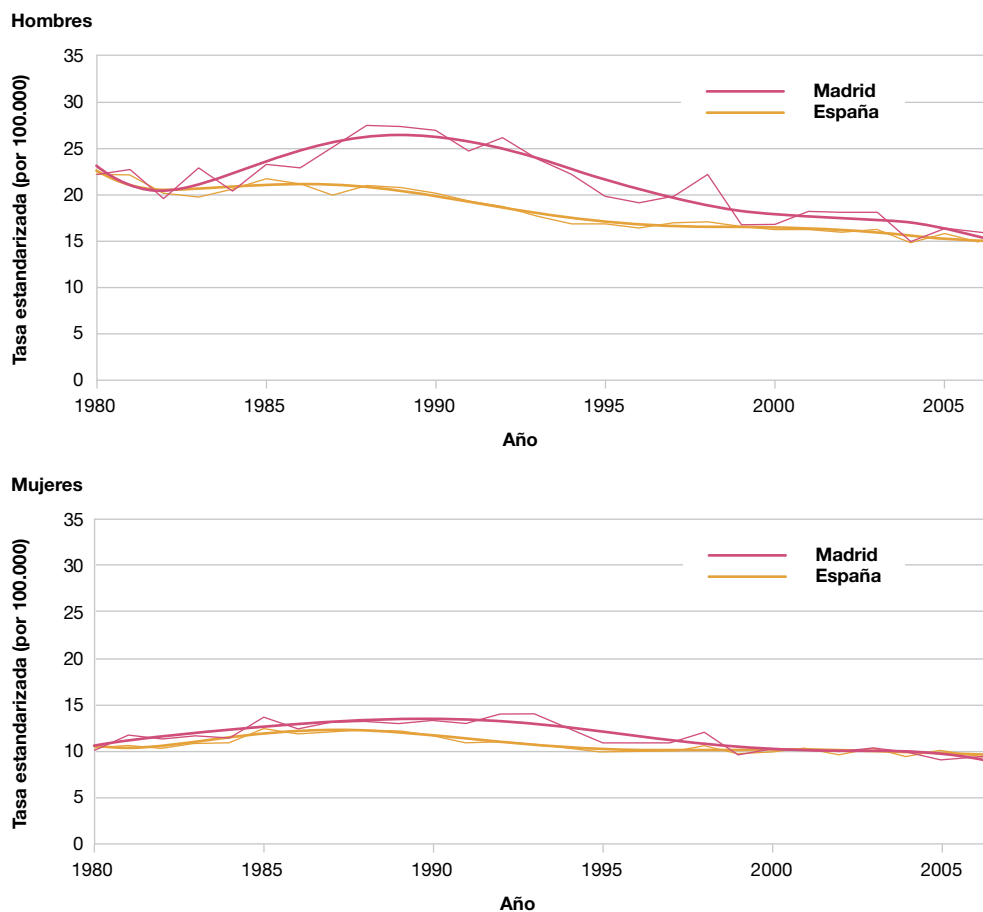 Hombres
Tasa estandarizada (por 100.000)
35
30
25
20
15
10
5
0
Madrid
España
1980 1985 1990 1995 2000 2005
Año
Mujeres
Tasa estandarizada (por 100.000)
35
30
25
20
15
10
5
0
Madrid
España
1980 1985 1990 1995 2000 2005
Año